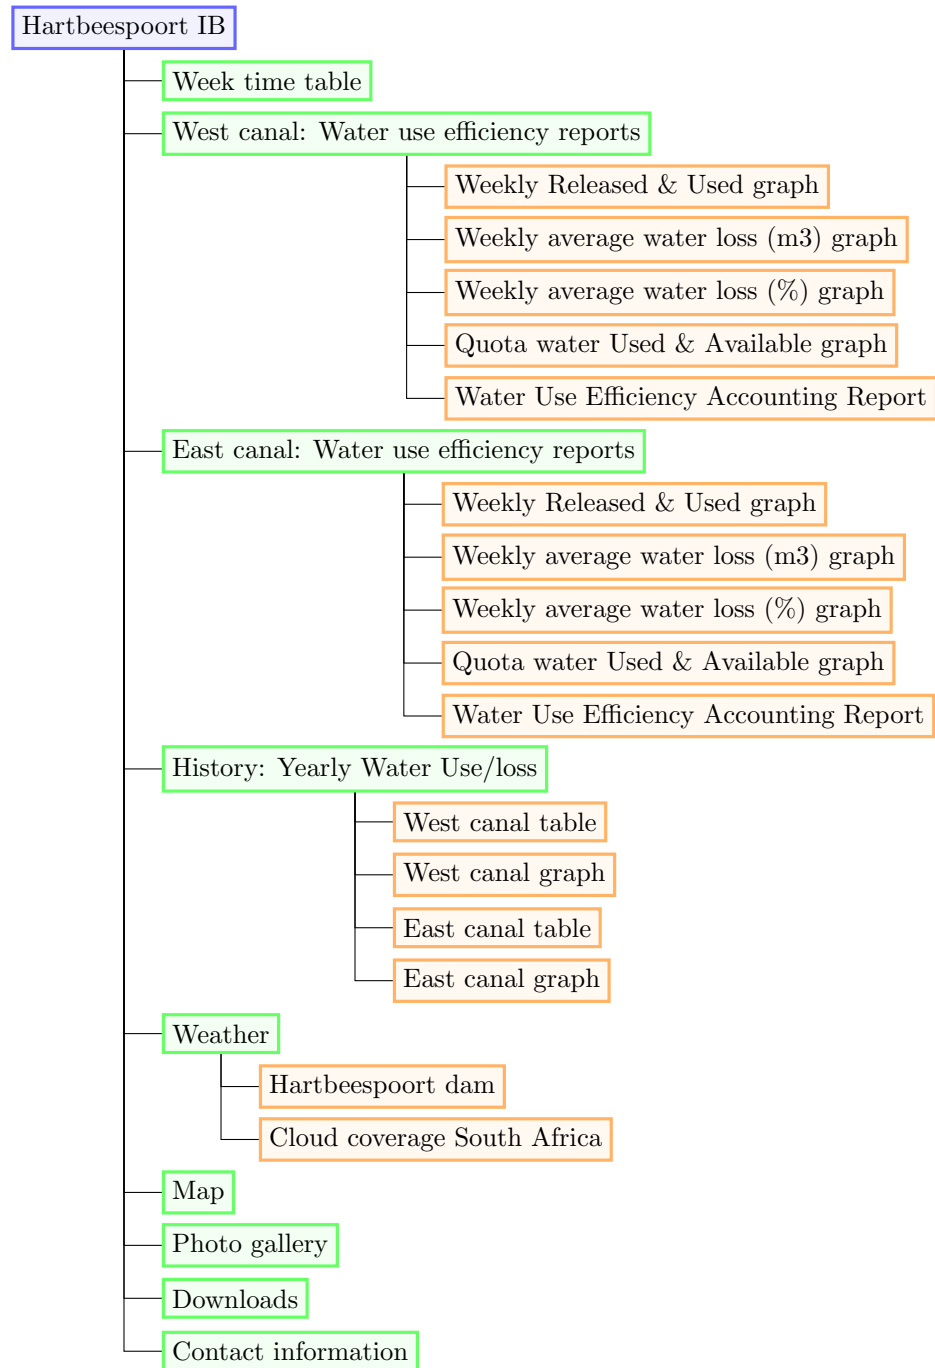 Hartbeespoort IB
Week time table
West canal: Water use efficiency reports
Weekly Released & Used graph
Weekly average water loss (m3) graph
Weekly average water loss (%) graph
Quota water Used & Available graph
Water Use Efficiency Accounting Report
East canal: Water use efficiency reports
Weekly Released & Used graph
Weekly average water loss (m3) graph
Weekly average water loss (%) graph
Quota water Used & Available graph
Water Use Efficiency Accounting Report
History: Yearly Water Use/loss
West canal table
West canal graph
East canal table
East canal graph
Weather
Hartbeespoort dam
Cloud coverage South Africa
Map
Photo gallery
Downloads
Contact information